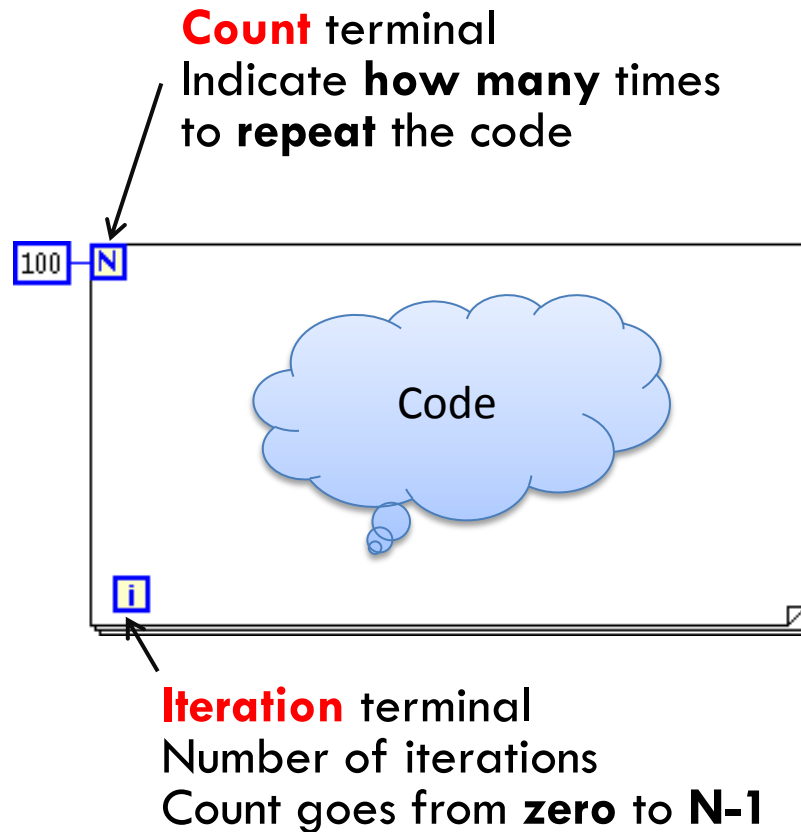 Count terminal
Indicate how many times
to repeat the code
100 N
Code
i
Iteration terminal
Number of iterations
Count goes from zero to N-1